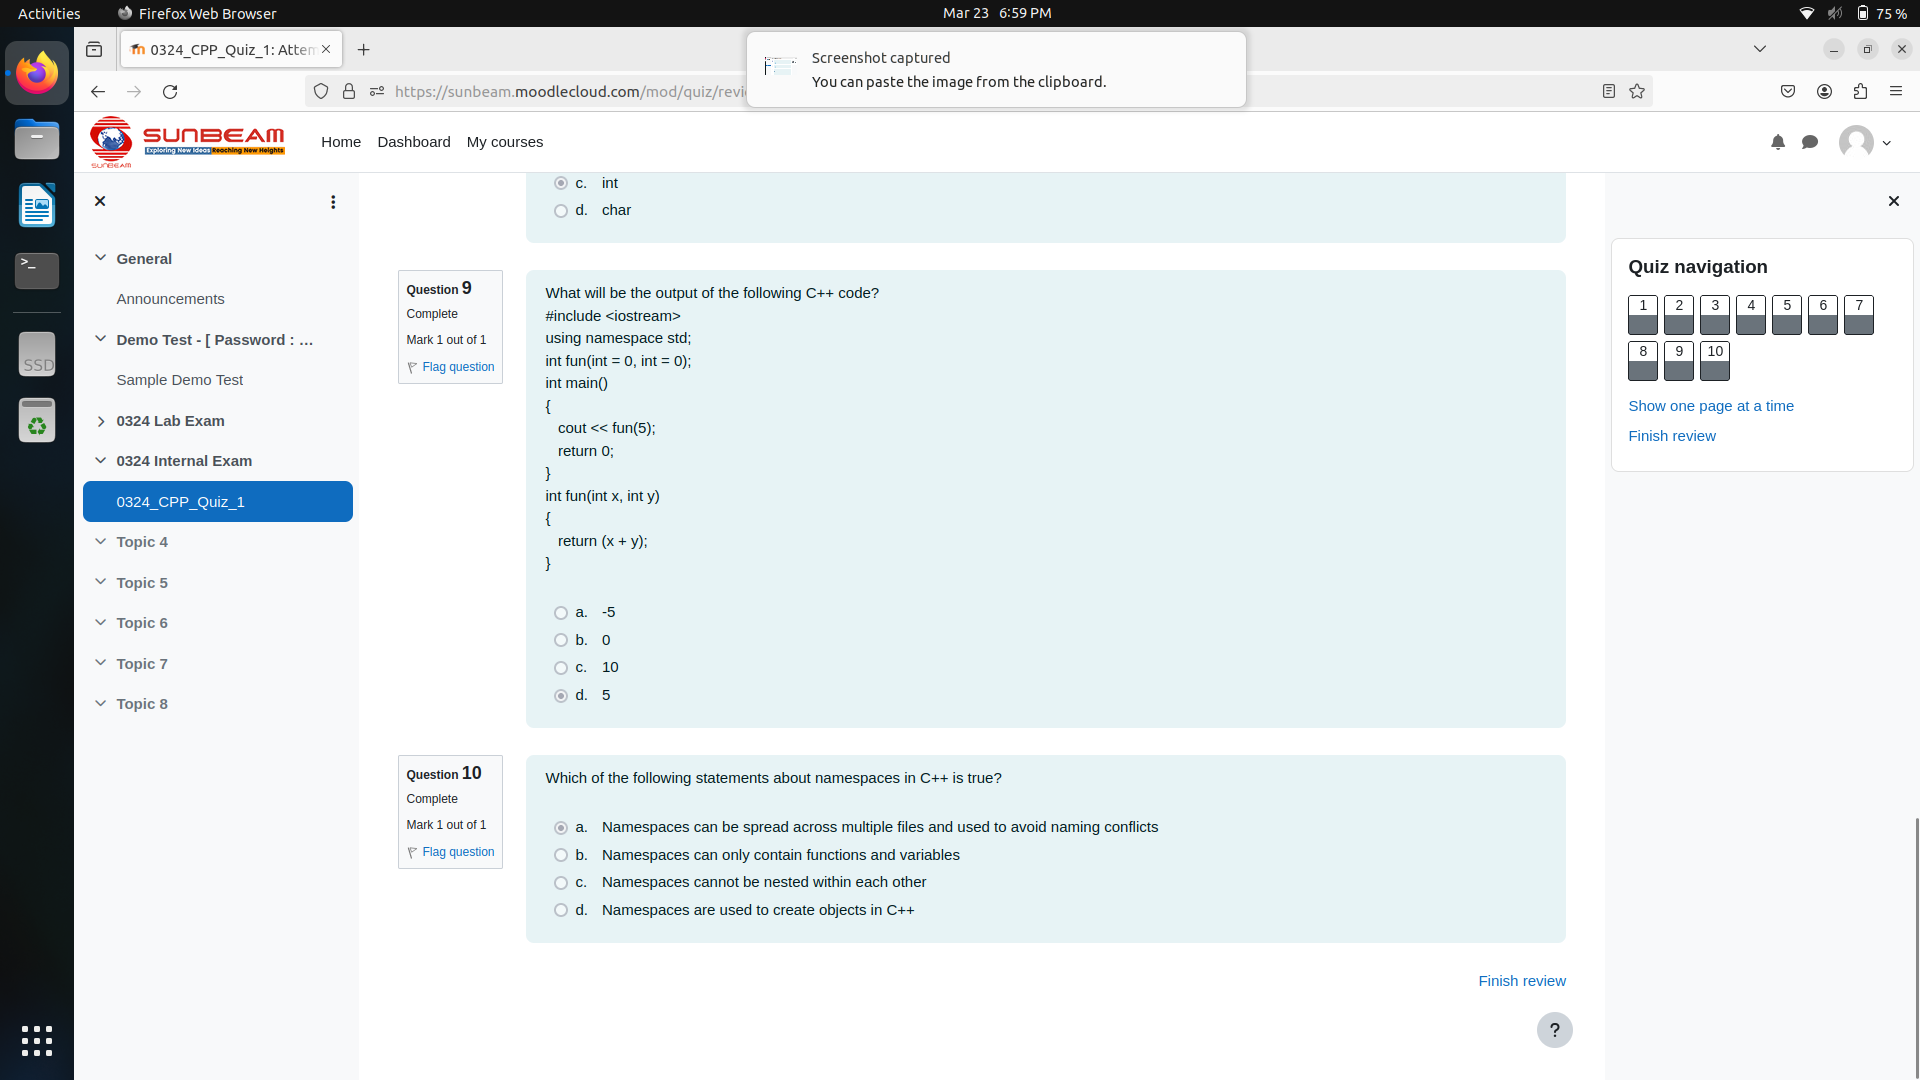 Activities
Firefox Web Browser
Mar 23 6:59 PM
75 %
0324_CPP_Quiz_1: Attem
Screenshot captured
You can paste the image from the clipboard.
https://sunbeam.moodlecloud.com/mod/quiz/revi
SUNBEAM
SUNBEAM
Exploring New Ideas Reaching New Heights
Home
Dashboard
My courses
General
Announcements
Demo Test - [ Password : ...
Sample Demo Test
0324 Lab Exam
0324 Internal Exam
0324_CPP_Quiz_1
Topic 4
Topic 5
Topic 6
Topic 7
Topic 8
SSD
>_
c. int
d. char
Question 9
Complete
Mark 1 out of 1
Flag question
What will be the output of the following C++ code?
#include <iostream>
using namespace std;
int fun(int = 0, int = 0);
int main()
{
cout << fun(5);
return 0;
}
int fun(int x, int y)
{
return (x + y);
}
a. -5
b. 0
c. 10
d. 5
Question 10
Complete
Mark 1 out of 1
Flag question
Which of the following statements about namespaces in C++ is true?
a. Namespaces can be spread across multiple files and used to avoid naming conflicts
b. Namespaces can only contain functions and variables
c. Namespaces cannot be nested within each other
d. Namespaces are used to create objects in C++
Finish review
?
Quiz navigation
1 2 3 4 5 6 7
8 9 10
Show one page at a time
Finish review